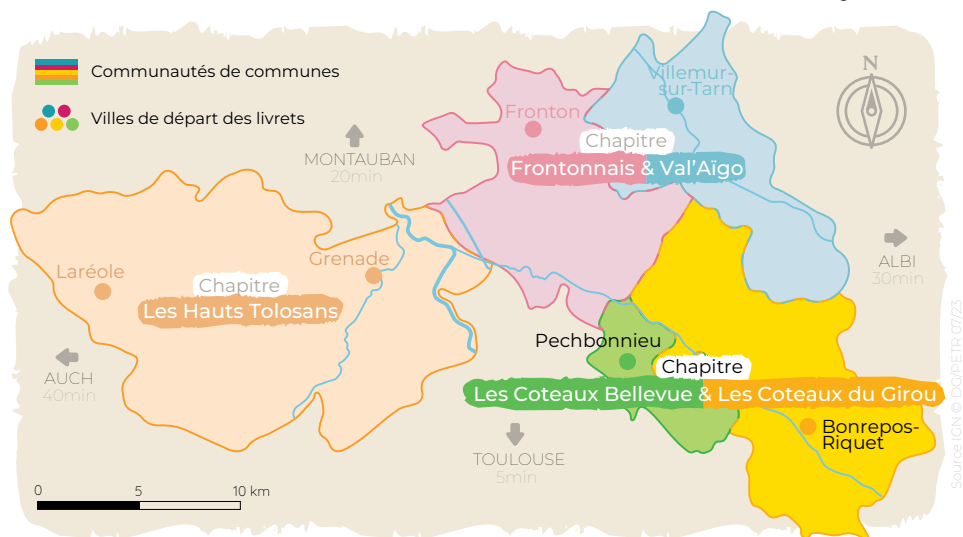 Communautés de communes
Villes de départ des livrets
N
Villemur-
sur-Tarn
Fronton
Chapitre
Frontonnais & Val'Aïgo
MONTAUBAN
20min
ALBI
30min
Laréole
Grenade
Chapitre
Les Hauts Tolosans
Pechbonnieu
Chapitre
Les Coteaux Bellevue & Les Coteaux du Girou
AUCH
40min
Bonrepos-
Riquet
TOULOUSE
5min
0 5 10 km
Source IGN © DG/PETR 07/23